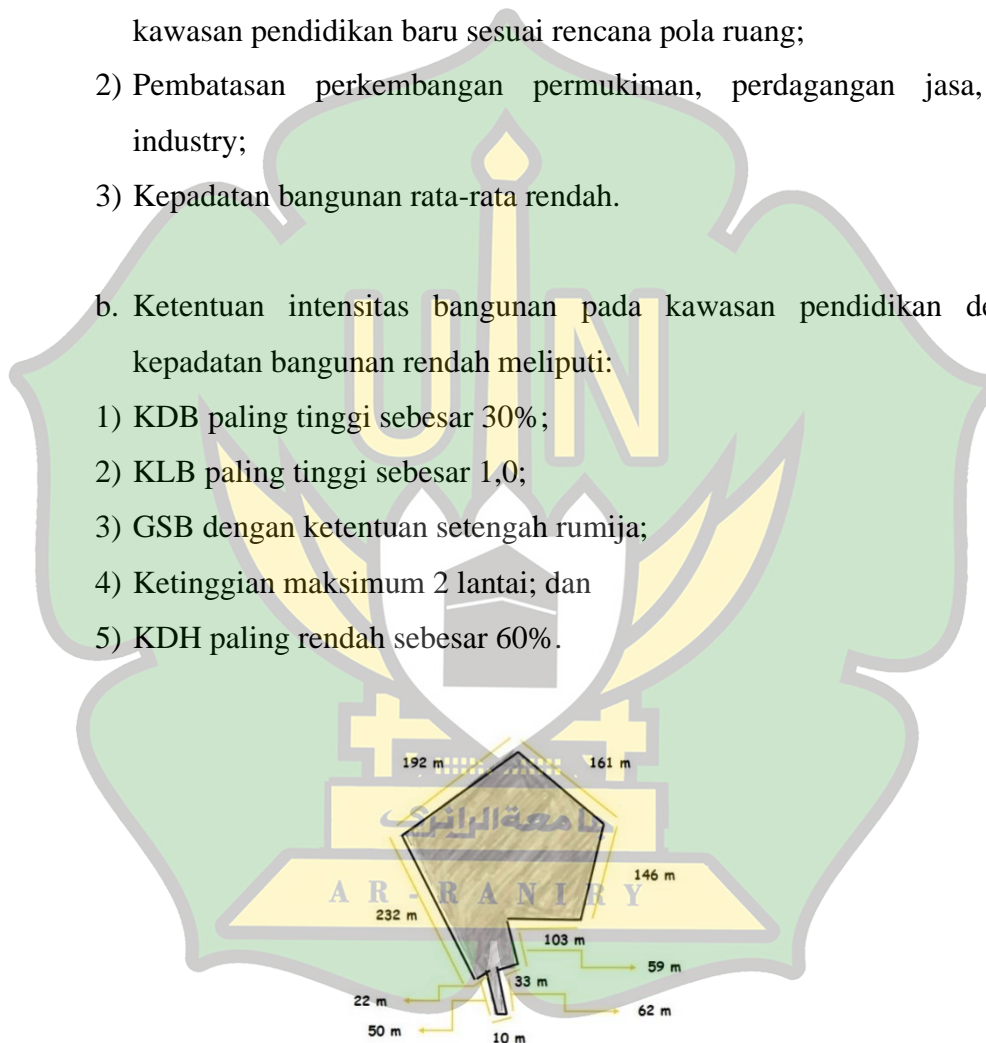 kawasan pendidikan baru sesuai rencana pola ruang;
2) Pembatasan perkembangan permukiman, perdagangan jasa,
industry;
3) Kepadatan bangunan rata-rata rendah.
b. Ketentuan intensitas bangunan pada kawasan pendidikan de
kepadatan bangunan rendah meliputi:
1) KDB paling tinggi sebesar 30%;
2) KLB paling tinggi sebesar 1,0;
3) GSB dengan ketentuan setengah rumija;
4) Ketinggian maksimum 2 lantai; dan
5) KDH paling rendah sebesar 60%.
UIN
192 m
161 m
جامعة الرانري
AR-RANIRY
146 m
232 m
103 m
59 m
33 m
22 m
62 m
50 m
10 m